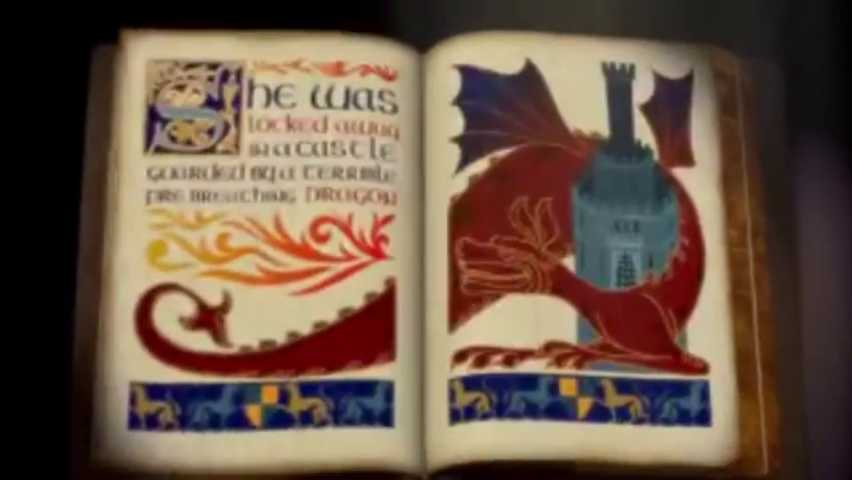 She was
locked away
in a castle
guarded by a terrible
fire breathing dragon